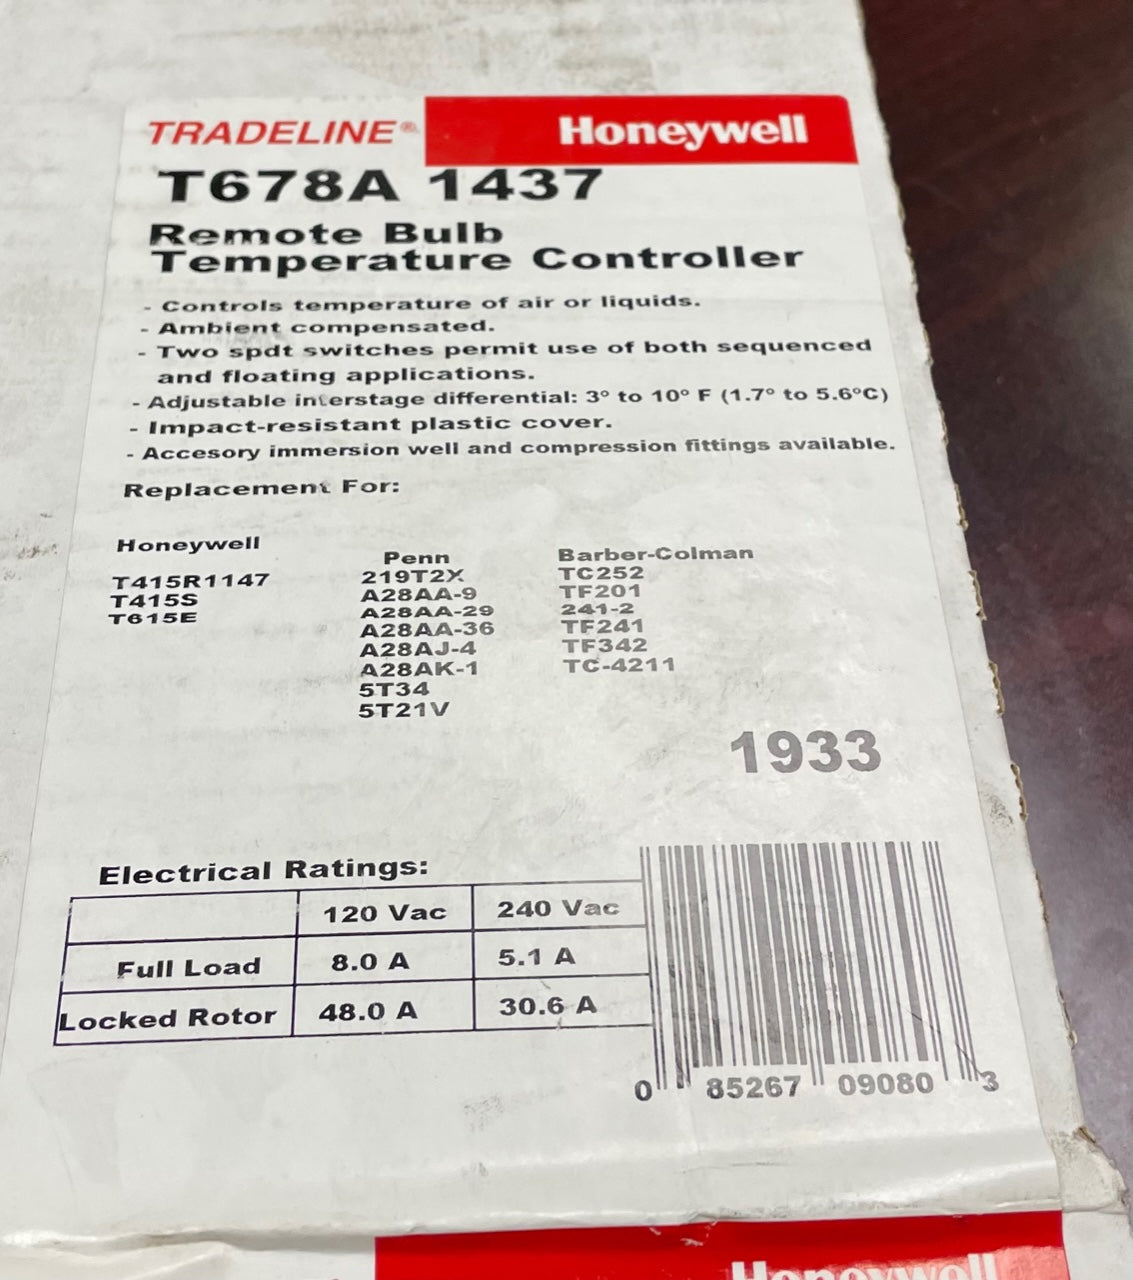 TRADELINE® Honeywell
T678A 1437
Remote Bulb
Temperature Controller
- Controls temperature of air or liquids.
- Ambient compensated.
- Two spdt switches permit use of both sequenced
and floating applications.
- Adjustable interstage differential: 3° to 10° F (1.7° to 5.6°C)
- Impact-resistant plastic cover.
- Accesory immersion well and compression fittings available.
Replacement For:
Honeywell
T415R1147
T415S
T615E
Penn
219T2X
A28AA-9
A28AA-29
A28AA-36
A28AJ-4
A28AK-1
5T34
5T21V
Barber-Colman
TC252
TF201
241-2
TF241
TF342
TC-4211
1933
Electrical Ratings:
120 Vac 240 Vac
Full Load 8.0 A 5.1 A
Locked Rotor 48.0 A 30.6 A
0 85267 09080 3
Honeywell